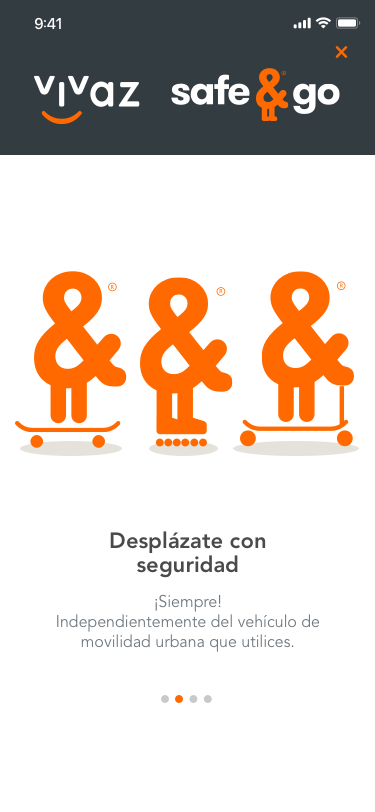 9:41
vivaz safe&go®
® ® ®
& & &
Desplázate con
seguridad
¡Siempre!
Independientemente del vehículo de
movilidad urbana que utilices.